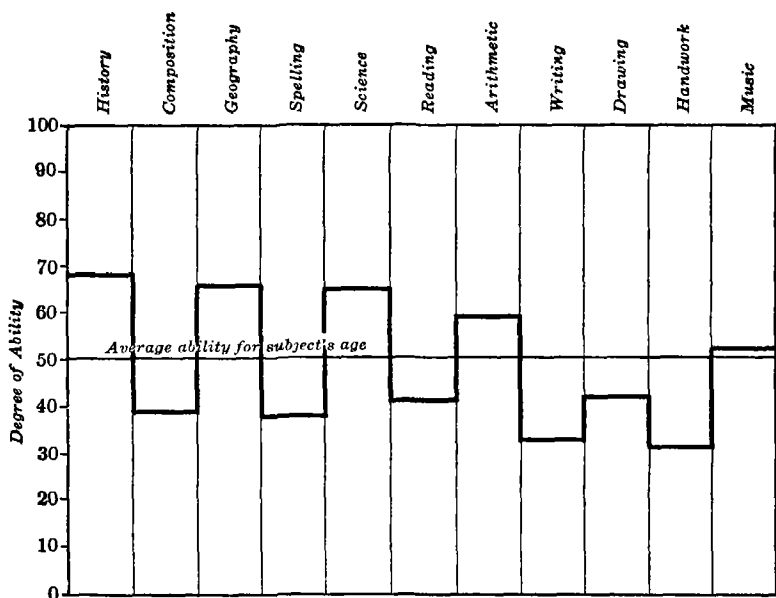 History
Composition
Geography
Spelling
Science
Reading
Arithmetic
Writing
Drawing
Handwork
Music
Degree of Ability
100
90
80
70
60
50
40
30
20
10
0
Average ability for subject's age